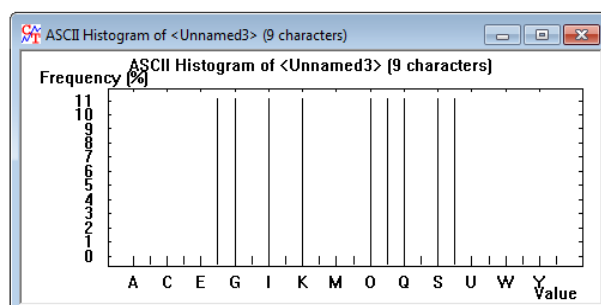 ASCII Histogram of <Unnamed3> (9 characters)
ASCII Histogram of <Unnamed3> (9 characters)
Frequency (%)
11
10
9
8
7
6
5
4
3
2
1
0
A C E G I K M O Q S U W Y
Value